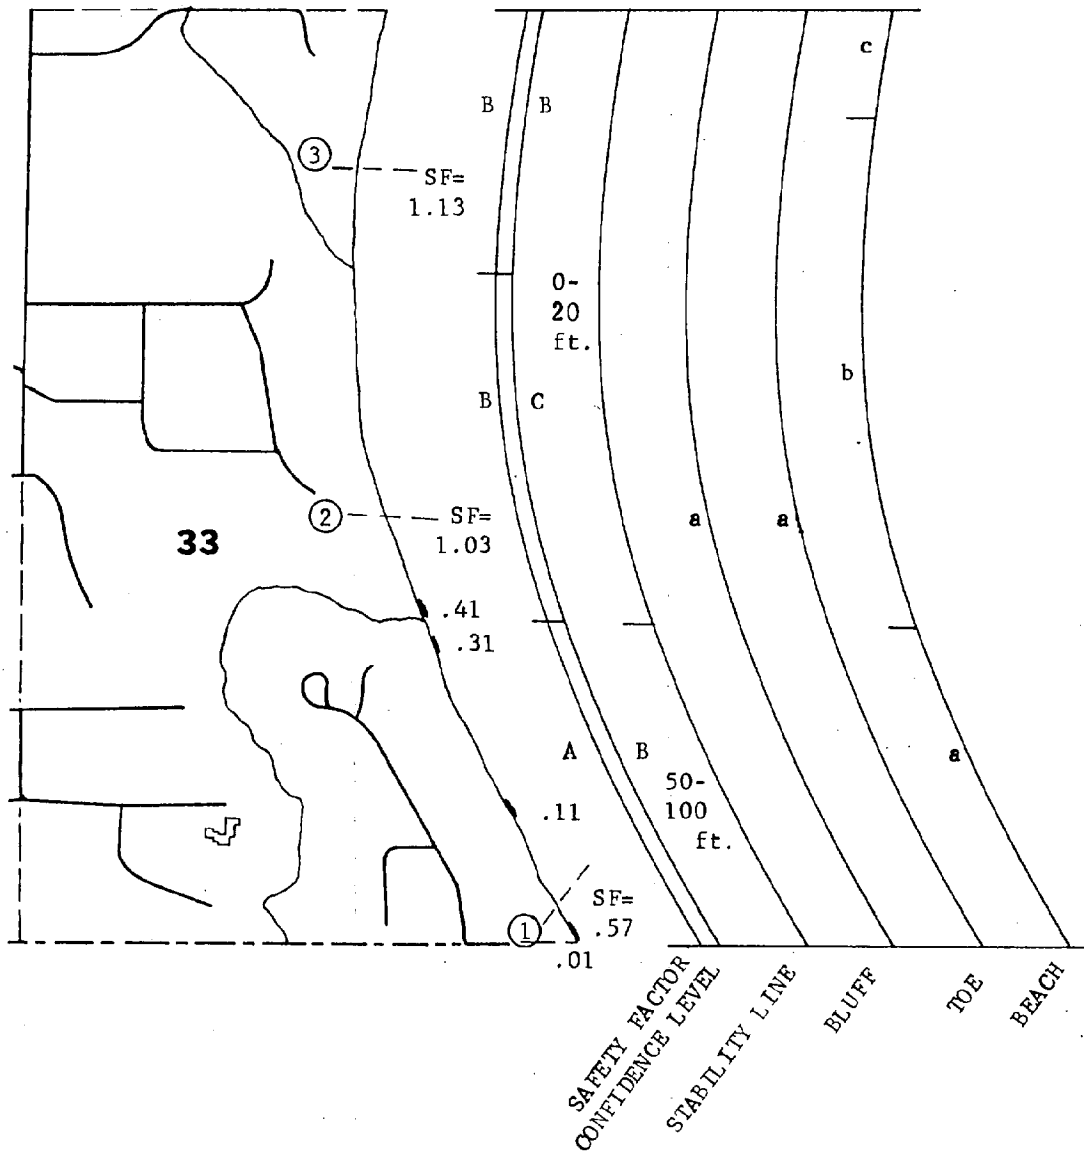 c
B
B
3
SF=
1.13
0-
20
ft.
b
B
C
2
SF=
1.03
a
a
33
.41
.31
A
B
a
50-
100
ft.
.11
SF=
.57
1
.01
SAFETY FACTOR
CONFIDENCE LEVEL
STABILITY LINE
BLUFF
TOE
BEACH